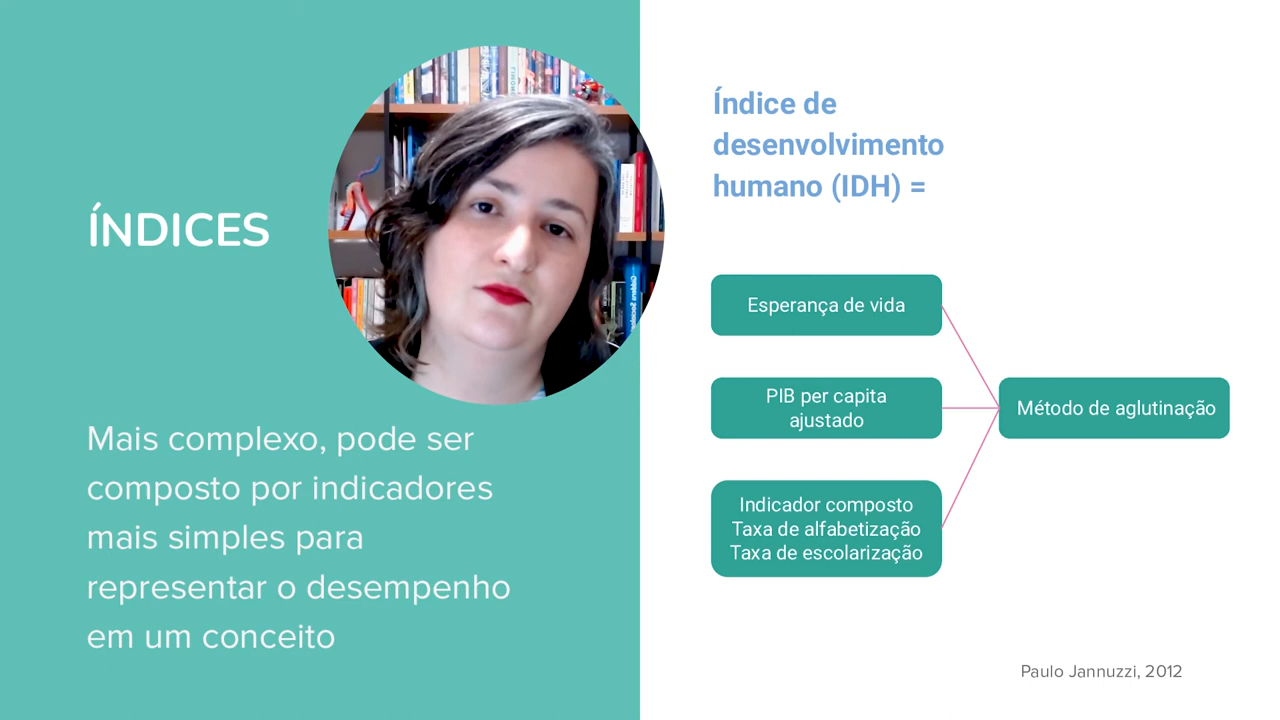 ÍNDICES
Mais complexo, pode ser
composto por indicadores
mais simples para
representar o desempenho
em um conceito
Índice de
desenvolvimento
humano (IDH) =
Esperança de vida
PIB per capita
ajustado
Indicador composto
Taxa de alfabetização
Taxa de escolarização
Método de aglutinação
Paulo Jannuzzi, 2012